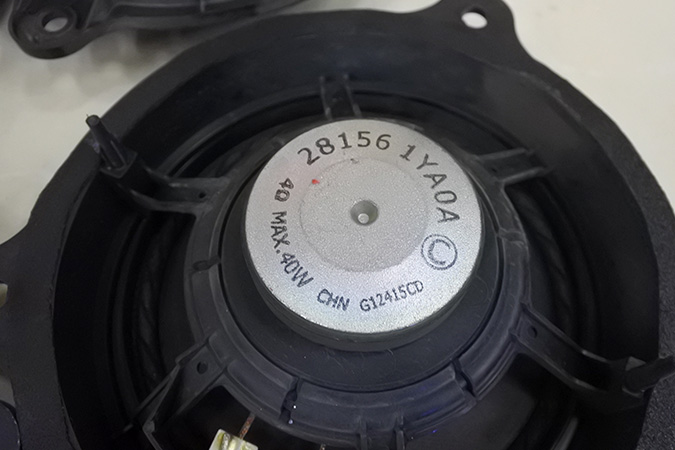 28156 1YA0A
4Ω MAX.40W
CHN G12415CD
Ⓒ